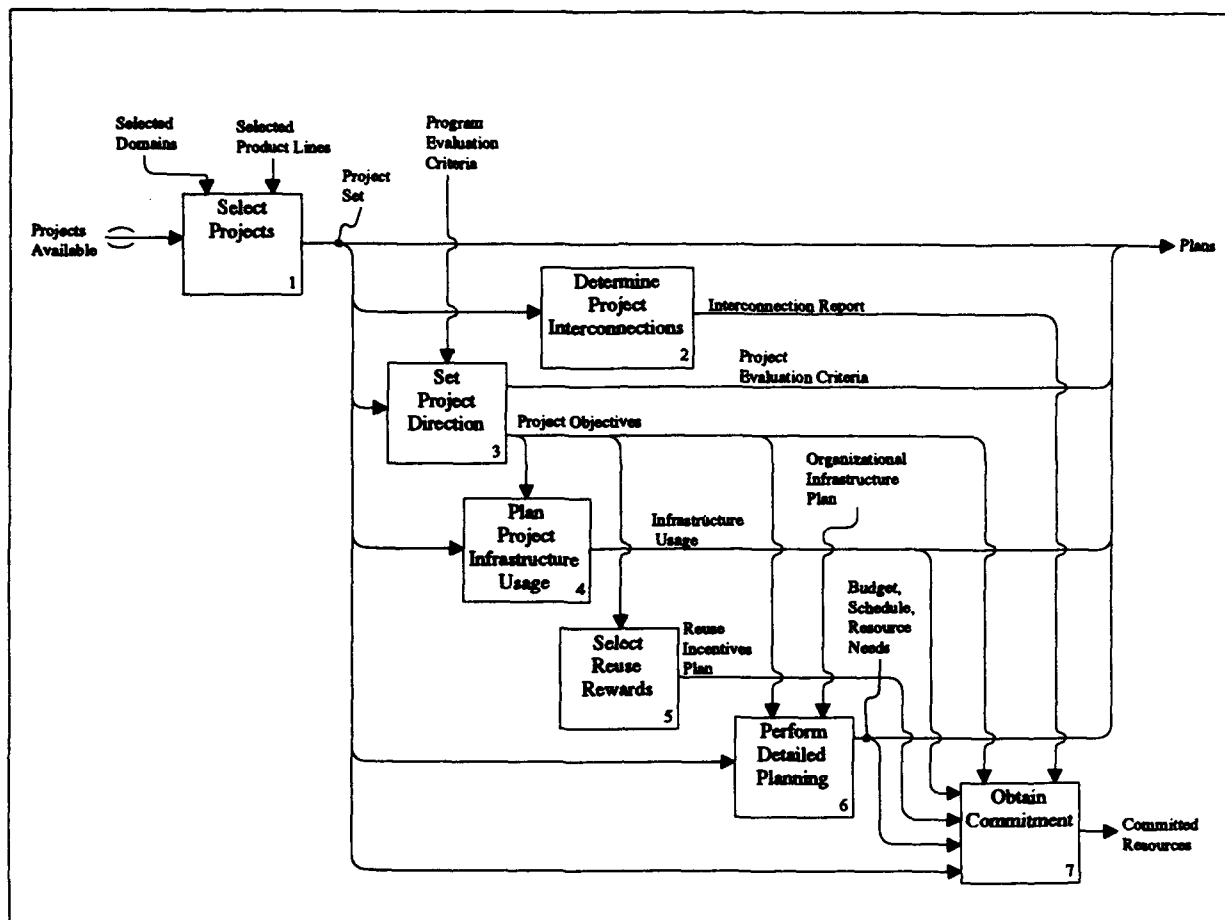 Selected
Domains
Selected
Product Lines
Program
Evaluation
Criteria
Project
Set
Select
Projects
1
Projects
Available
Plans
Determine
Project
Interconnections
2
Interconnection Report
Set
Project
Direction
3
Project
Evaluation Criteria
Project Objectives
Organizational
Infrastructure
Plan
Plan
Project
Infrastructure
Usage
4
Infrastructure
Usage
Budget,
Schedule,
Resource
Needs
Select
Reuse
Rewards
5
Reuse
Incentives
Plan
Perform
Detailed
Planning
6
Obtain
Commitment
7
Committed
Resources